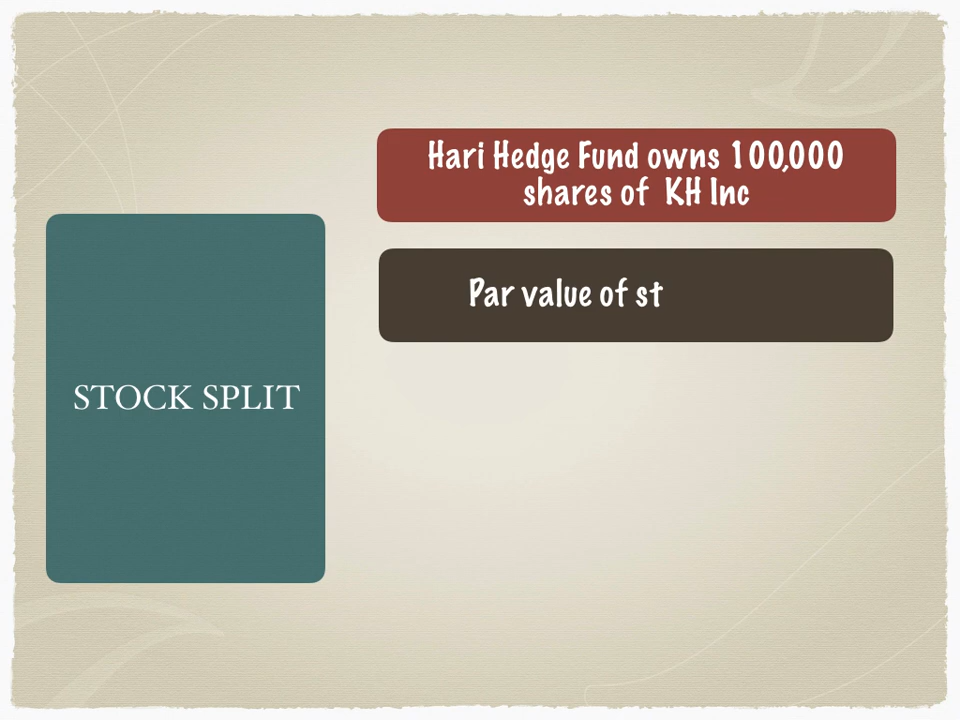 STOCK SPLIT
Hari Hedge Fund owns 100,000
shares of KH Inc
Par value of st